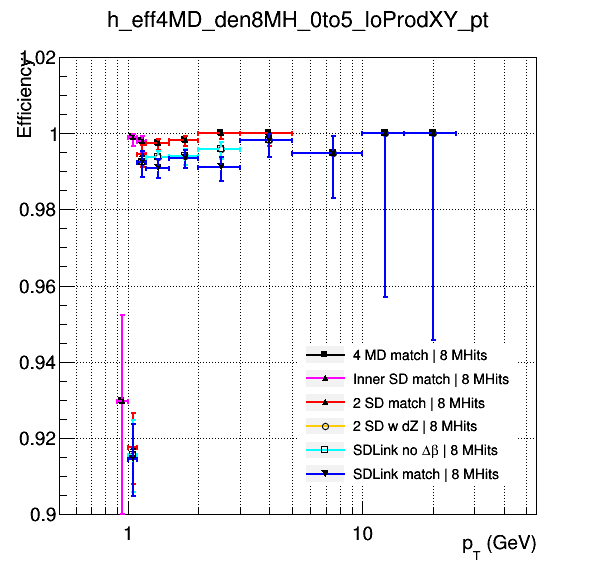 h_eff4MD_den8MH_0to5_loProdXY_pt
Efficiency
1.02
1
0.98
0.96
0.94
0.92
0.9
4 MD match | 8 MHits
Inner SD match | 8 MHits
2 SD match | 8 MHits
2 SD w dZ | 8 MHits
SDLink no Δβ | 8 MHits
SDLink match | 8 MHits
1
10
p_T (GeV)